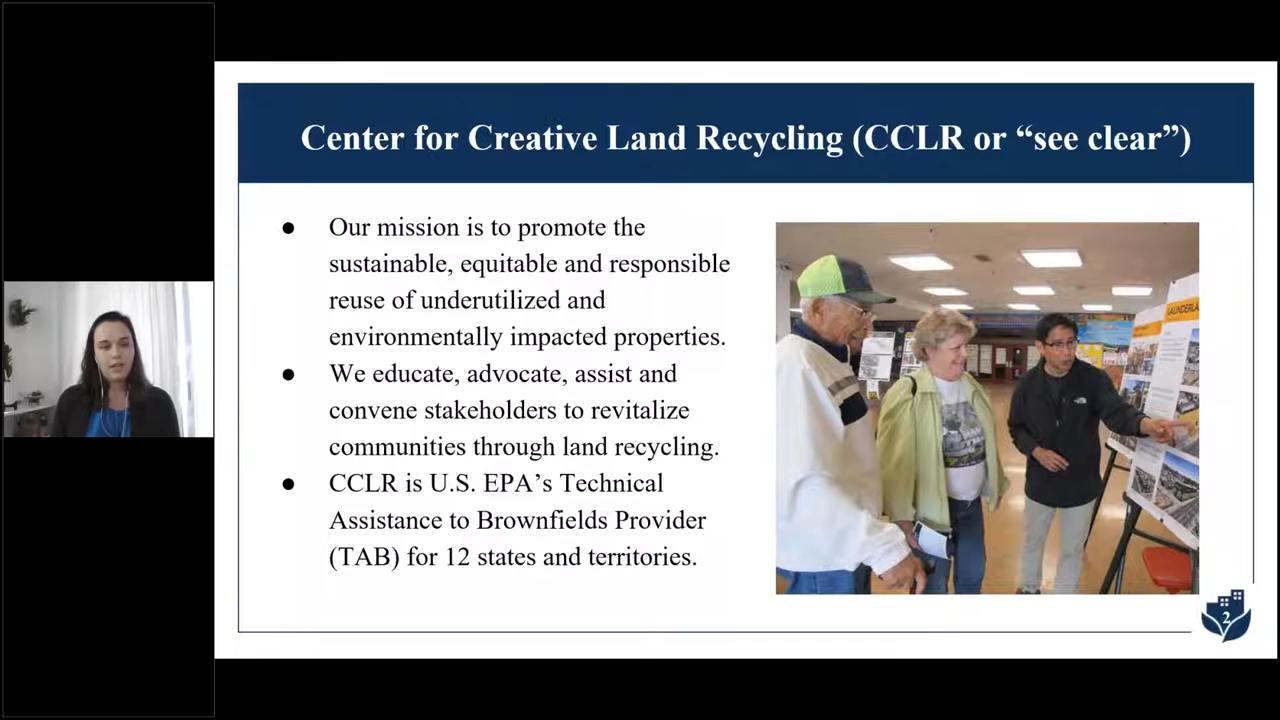 Center for Creative Land Recycling (CCLR or “see clear”)
● Our mission is to promote the
sustainable, equitable and responsible
reuse of underutilized and
environmentally impacted properties.
● We educate, advocate, assist and
convene stakeholders to revitalize
communities through land recycling.
● CCLR is U.S. EPA’s Technical
Assistance to Brownfields Provider
(TAB) for 12 states and territories.
2